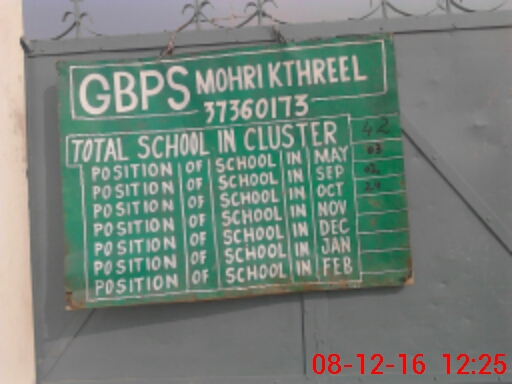 GBPS MOHRI KTHREEL
37360173
TOTAL SCHOOL IN CLUSTER 42
POSITION OF SCHOOL IN MAY 03
POSITION OF SCHOOL IN SEP 02
POSITION OF SCHOOL IN OCT
POSITION OF SCHOOL IN NOV
POSITION OF SCHOOL IN DEC
POSITION OF SCHOOL IN JAN
POSITION OF SCHOOL IN FEB
08-12-16 12:25